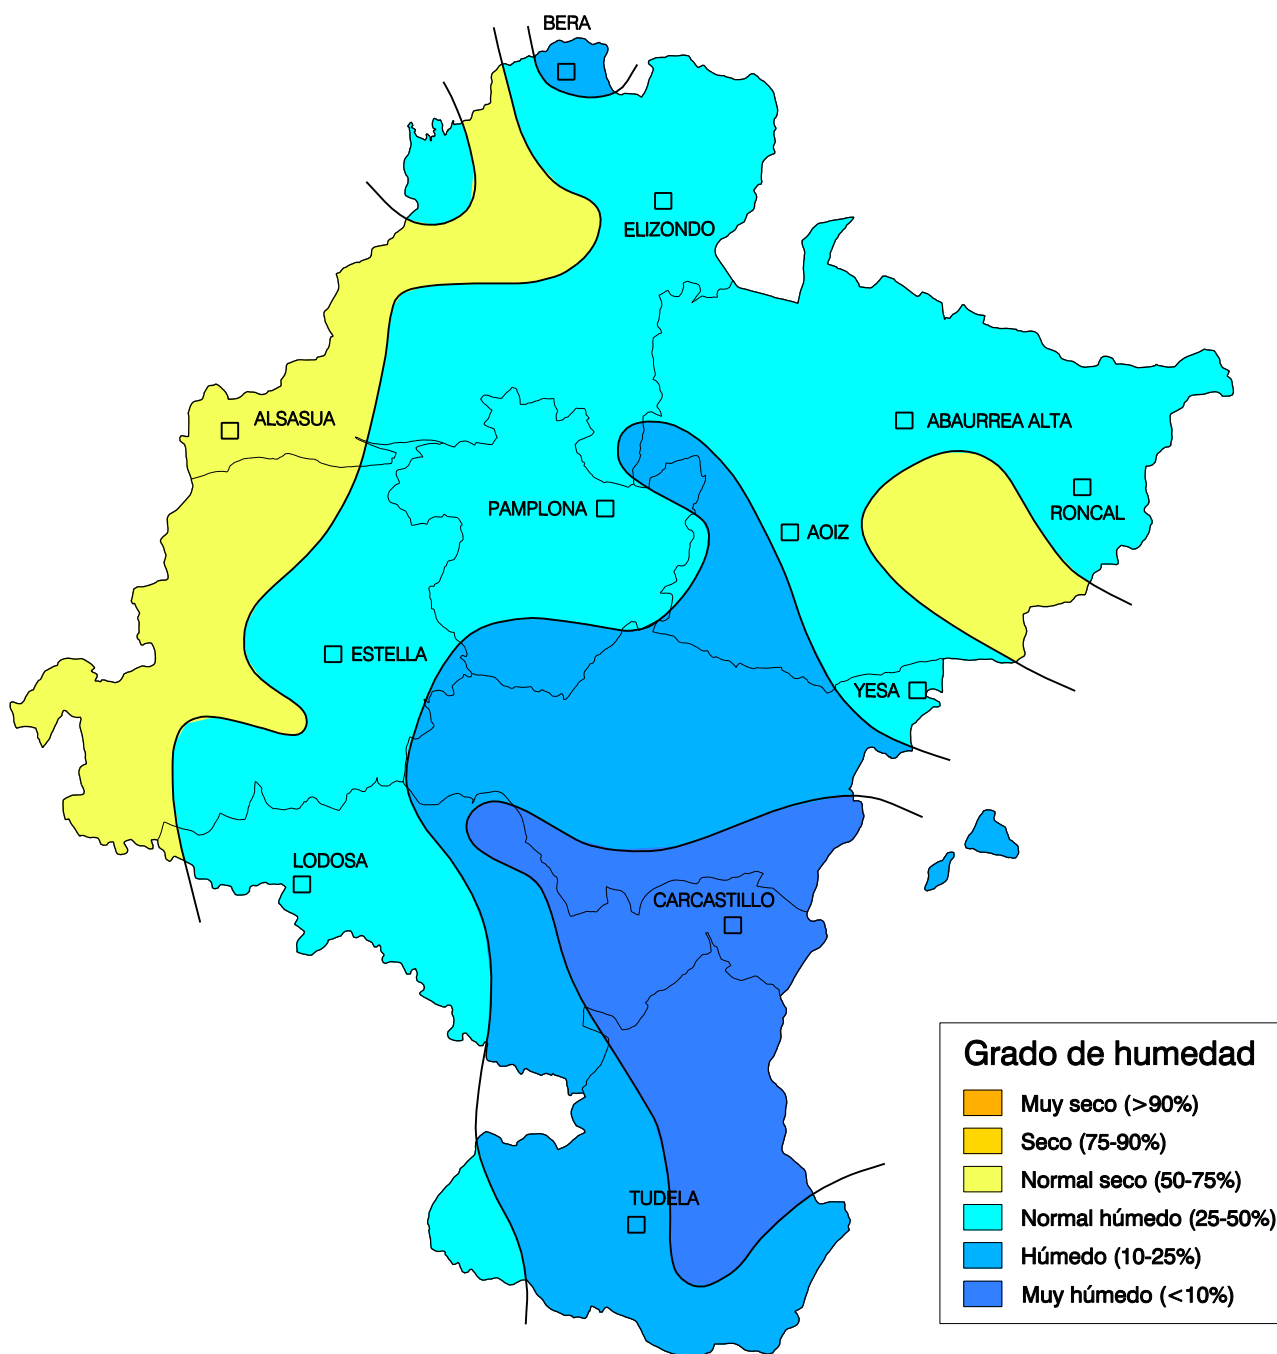 BERA
ELIZONDO
ALSASUA
ABAURREA ALTA
PAMPLONA
RONCAL
AOIZ
ESTELLA
YESA
LODOSA
CARCASTILLO
TUDELA
Grado de humedad
Muy seco (>90%)
Seco (75-90%)
Normal seco (50-75%)
Normal húmedo (25-50%)
Húmedo (10-25%)
Muy húmedo (<10%)